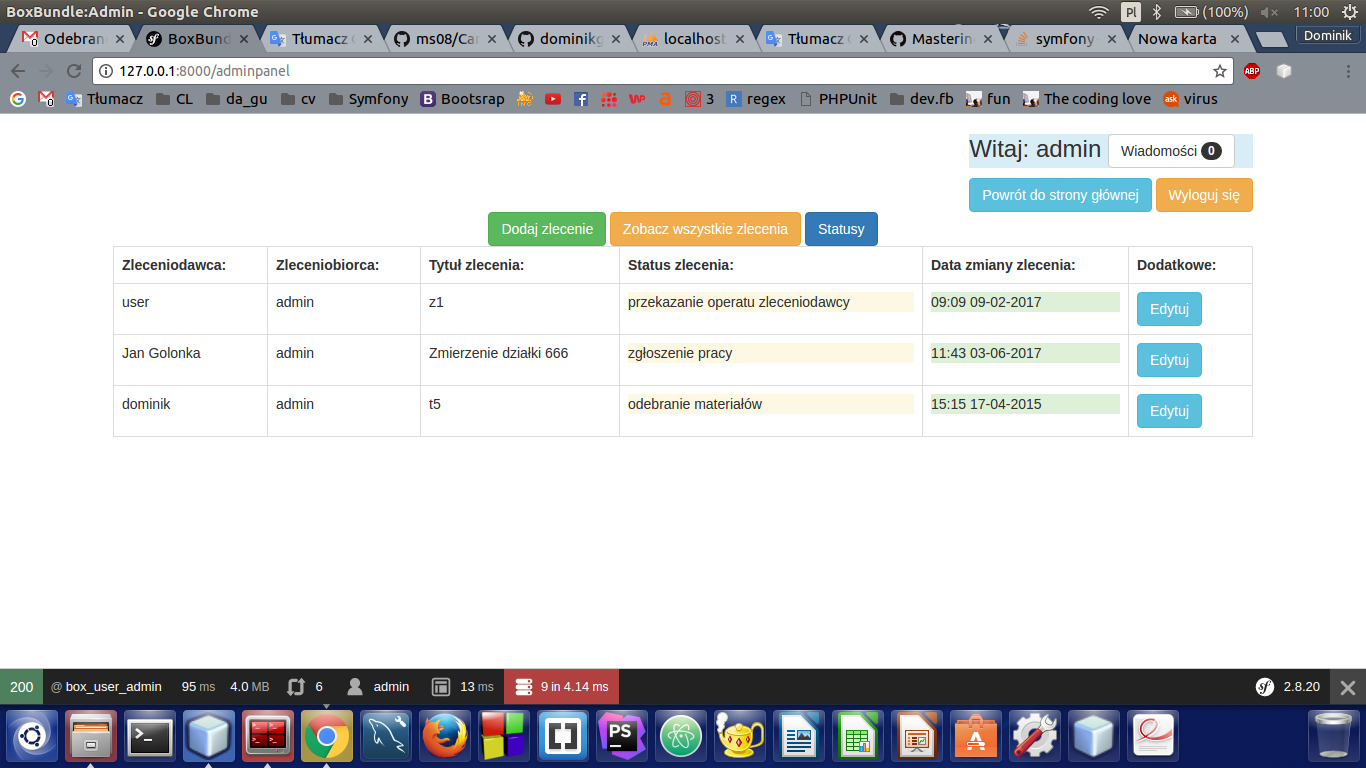 BoxBundle:Admin - Google Chrome
Pl
(100%)
11:00
Odebran
BoxBund
Tłumacz
ms08/Ca
dominikg
localhost
Tłumacz
Masterin
symfony
Nowa karta
Dominik
127.0.0.1:8000/adminpanel
ABP
Tłumacz
CL
da_gu
cv
Symfony
Bootsrap
3
regex
PHPUnit
dev.fb
fun
The coding love
ask
virus
Witaj: admin
Wiadomości 0
Powrót do strony głównej
Wyloguj się
Dodaj zlecenie
Zobacz wszystkie zlecenia
Statusy
Zleceniodawca: Zleceniobiorca: Tytuł zlecenia: Status zlecenia: Data zmiany zlecenia: Dodatkowe:
user admin z1 przekazanie operatu zleceniodawcy 09:09 09-02-2017 Edytuj
Jan Golonka admin Zmierzenie działki 666 zgłoszenie pracy 11:43 03-06-2017 Edytuj
dominik admin t5 odebranie materiałów 15:15 17-04-2015 Edytuj
200 @ box_user_admin 95 ms 4.0 MB 6 admin 13 ms 9 in 4.14 ms sf 2.8.20
PS